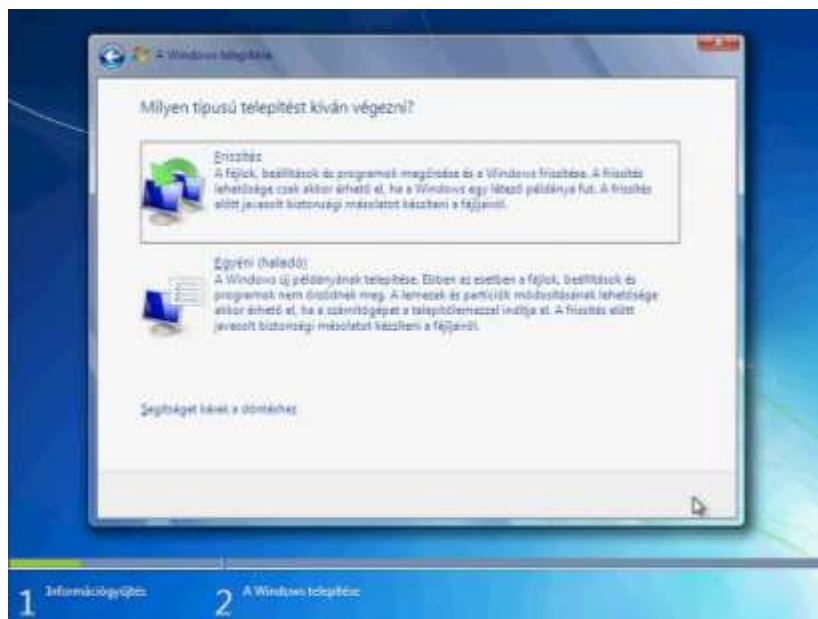 A Windows telepítése
Milyen típusú telepítést kíván végezni?
Frissítés
A fájlok, beállítások és programok megőrzése és a Windows frissítése. A frissítés
lehetősége csak akkor érhető el, ha a Windows egy létező példánya fut. A frissítés
előtt javasolt biztonsági másolatot készíteni a fájljairól.
Egyéni (haladó)
A Windows új példányának telepítése. Ebben az esetben a fájlok, beállítások és
programok nem őrződnek meg. A lemezek és partíciók módosításának lehetősége
akkor érhető el, ha a számítógépet a telepítőlemezzel indítja el. A frissítés előtt
javasolt biztonsági másolatot készíteni a fájljairól.
Segítséget kérek a döntéshez
1 Információgyűjtés
2 A Windows telepítése